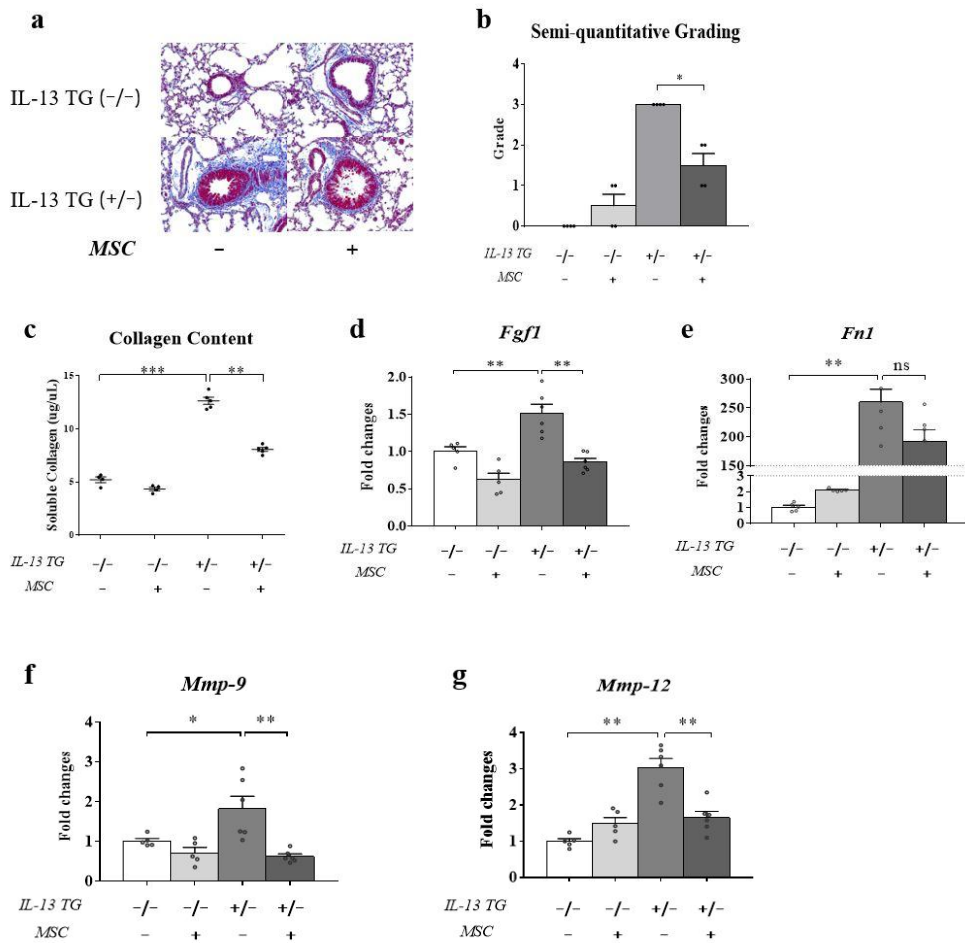 a
IL-13 TG (−/−)
IL-13 TG (+/−)
MSC − +
b
Semi-quantitative Grading
*
Grade
4
3
2
1
0
IL-13 TG −/− −/− +/− +/−
MSC − + − +
c
Collagen Content
*** **
Soluble Collagen (ug/uL)
15
10
5
0
IL-13 TG −/− −/− +/− +/−
MSC − + − +
d
Fgf1
** **
Fold changes
2.0
1.5
1.0
0.5
0.0
IL-13 TG −/− −/− +/− +/−
MSC − + − +
e
Fn1
** ns
Fold changes
300
250
200
150
3
2
1
0
IL-13 TG −/− −/− +/− +/−
MSC − + − +
f
Mmp-9
* **
Fold changes
4
3
2
1
0
IL-13 TG −/− −/− +/− +/−
MSC − + − +
g
Mmp-12
** **
Fold changes
4
3
2
1
0
IL-13 TG −/− −/− +/− +/−
MSC − + − +